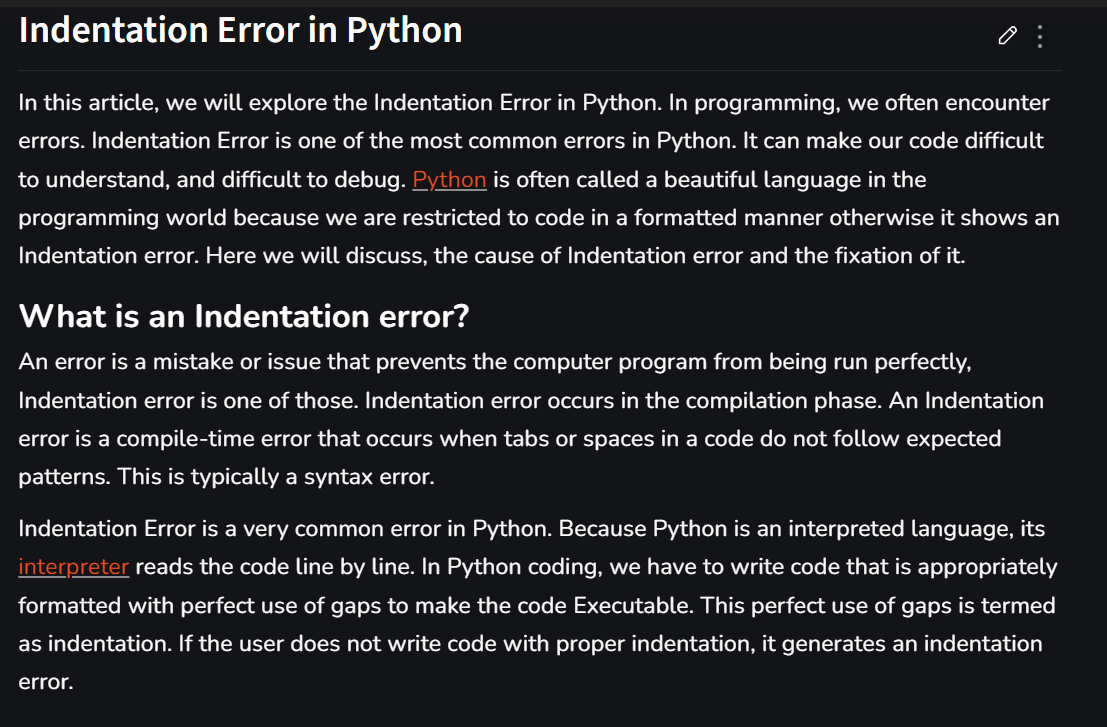 Indentation Error in Python
In this article, we will explore the Indentation Error in Python. In programming, we often encounter
errors. Indentation Error is one of the most common errors in Python. It can make our code difficult
to understand, and difficult to debug. Python is often called a beautiful language in the
programming world because we are restricted to code in a formatted manner otherwise it shows an
Indentation error. Here we will discuss, the cause of Indentation error and the fixation of it.
What is an Indentation error?
An error is a mistake or issue that prevents the computer program from being run perfectly,
Indentation error is one of those. Indentation error occurs in the compilation phase. An Indentation
error is a compile-time error that occurs when tabs or spaces in a code do not follow expected
patterns. This is typically a syntax error.
Indentation Error is a very common error in Python. Because Python is an interpreted language, its
interpreter reads the code line by line. In Python coding, we have to write code that is appropriately
formatted with perfect use of gaps to make the code Executable. This perfect use of gaps is termed
as indentation. If the user does not write code with proper indentation, it generates an indentation
error.